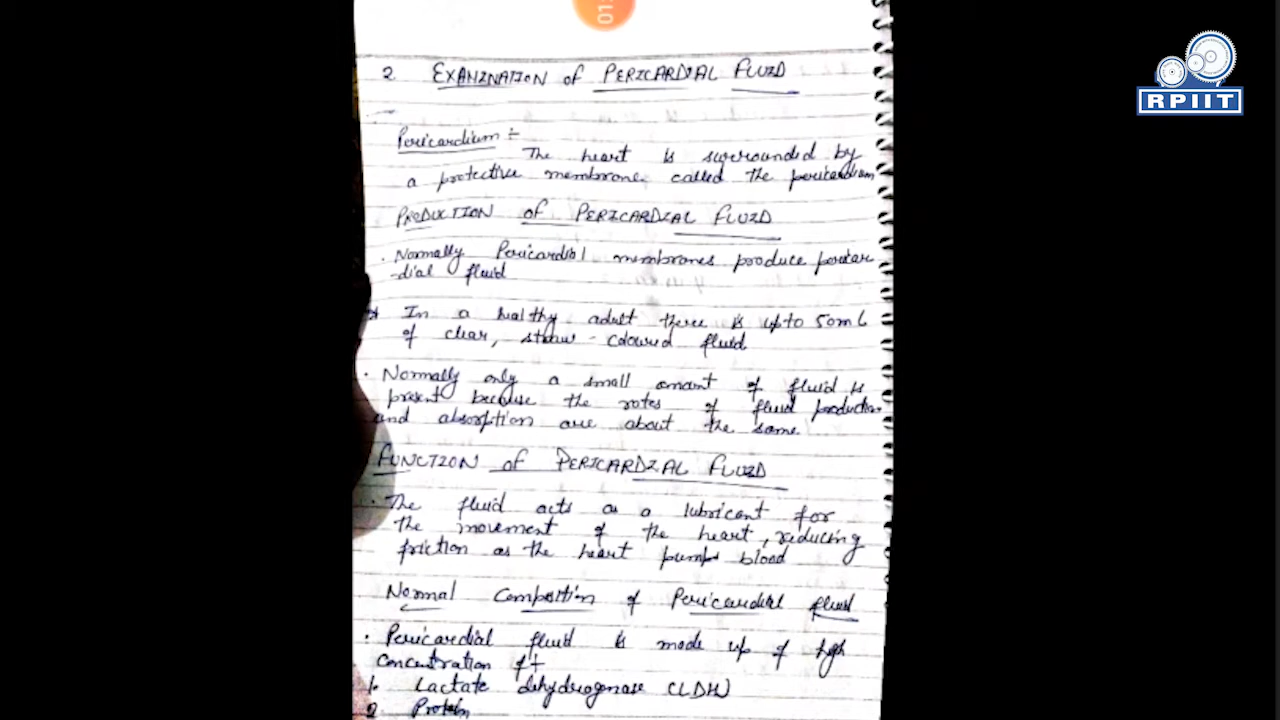 01:
RPIIT
2 EXAMINATION of PERICARDIAL FLUID
Pericardium :-
The heart is surrounded by
a protective membrane called the pericardium
PRODUCTION of PERICARDIAL FLUID
. Normally Pericardial membranes produce pericar
-dial fluid
In a healthy adult there is upto 50mL
of clear, straw - coloured fluid
. Normally only a small amount of fluid is
present because the rates of fluid production
and absorption are about the same
FUNCTION of PERICARDIAL FLUID
. The fluid acts as a lubricant for
the movement of the heart, reducing
friction as the heart pumps blood
Normal Compostion of Pericardial fluid
. Pericardial fluid is made up of high
concentration of :-
1. Lactate dehydrogenase (LDH)
2. Protein